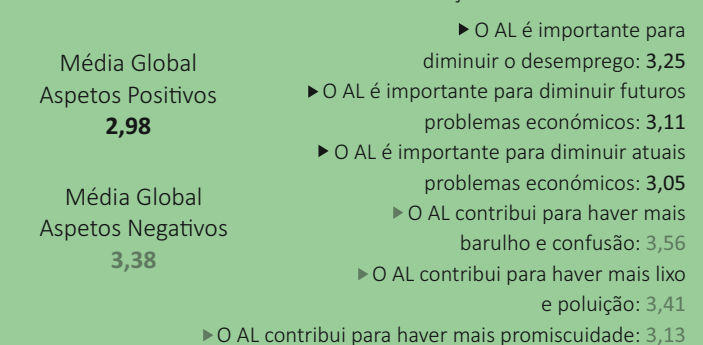 Média Global
Aspetos Positivos
2,98
Média Global
Aspetos Negativos
3,38
▶ O AL é importante para
diminuir o desemprego: 3,25
▶ O AL é importante para diminuir futuros
problemas económicos: 3,11
▶ O AL é importante para diminuir atuais
problemas económicos: 3,05
▶ O AL contribui para haver mais
barulho e confusão: 3,56
▶ O AL contribui para haver mais lixo
e poluição: 3,41
▶ O AL contribui para haver mais promiscuidade: 3,13